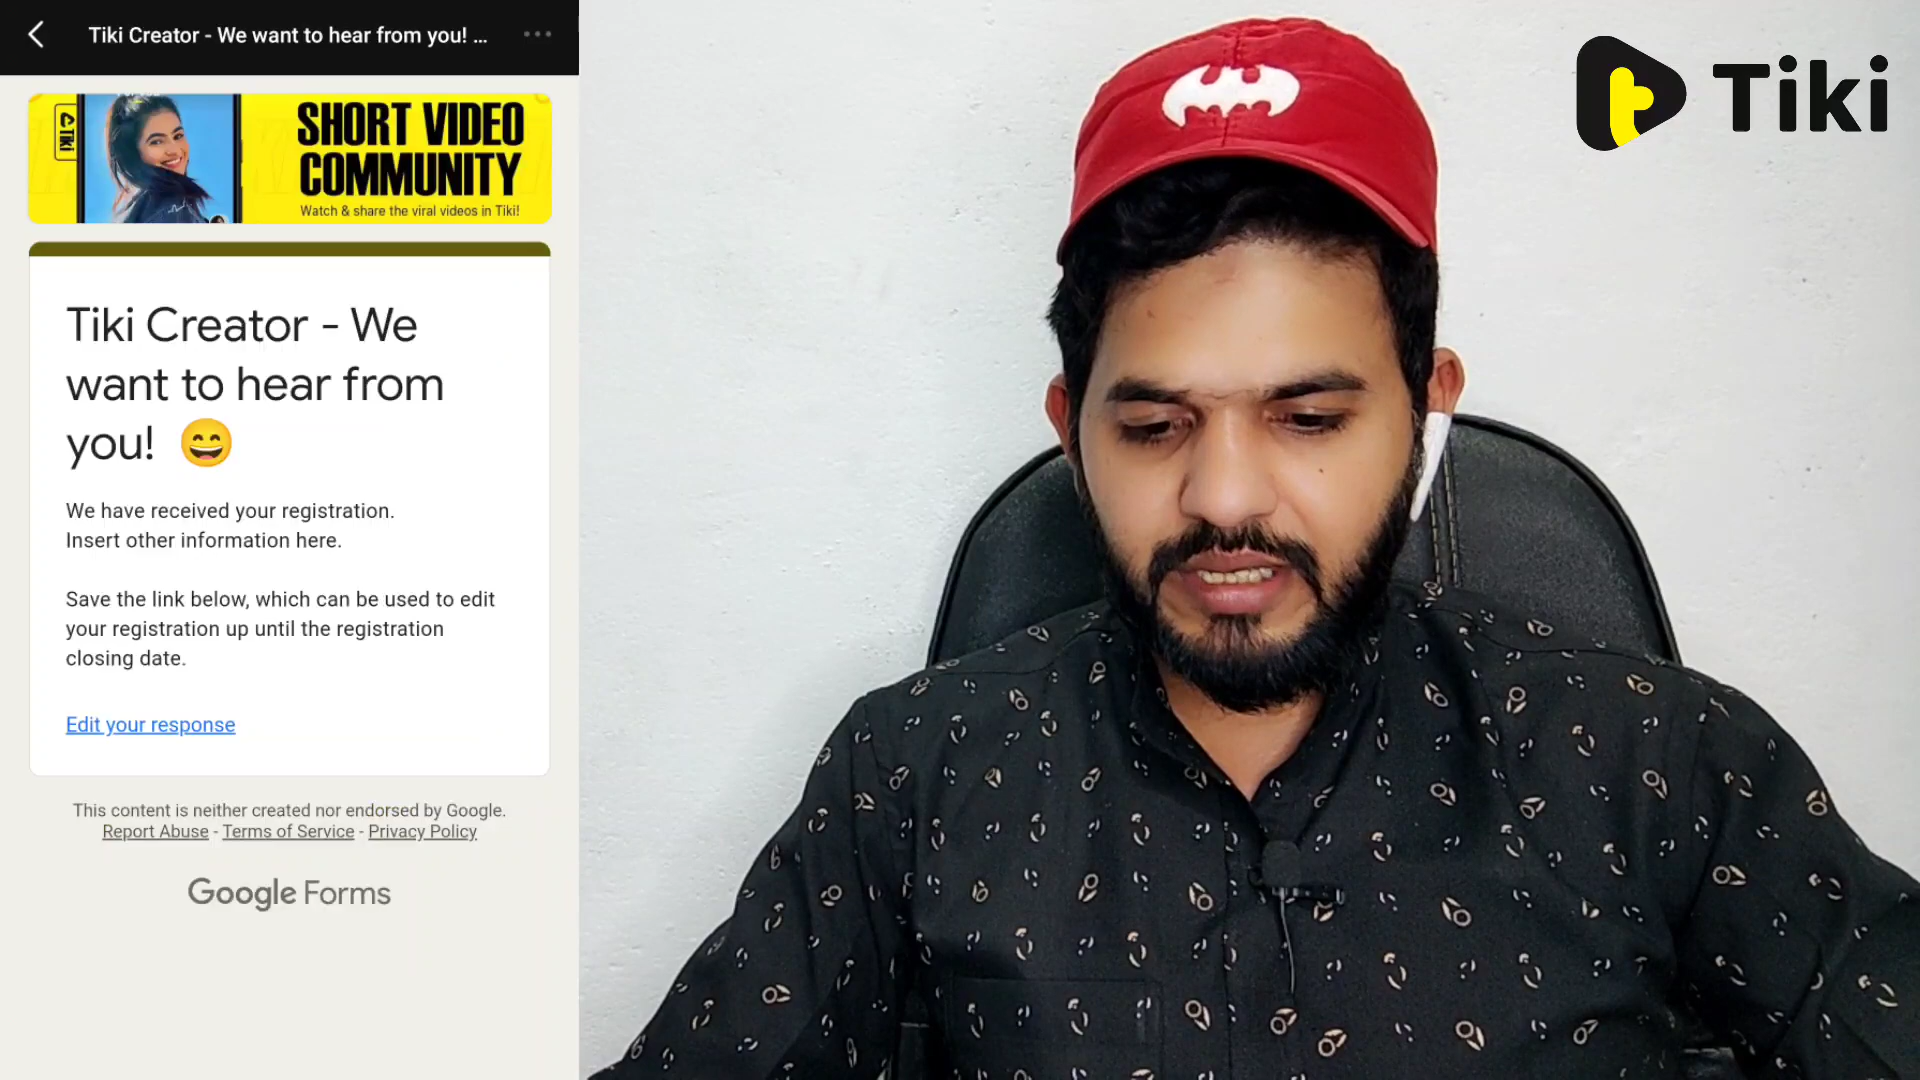 Tiki Creator - We want to hear from you! ...
Tiki
SHORT VIDEO
COMMUNITY
Watch & share the viral videos in Tiki!
Tiki Creator - We
want to hear from
you! 😄
We have received your registration.
Insert other information here.
Save the link below, which can be used to edit
your registration up until the registration
closing date.
Edit your response
This content is neither created nor endorsed by Google.
Report Abuse - Terms of Service - Privacy Policy
Google Forms
Tiki